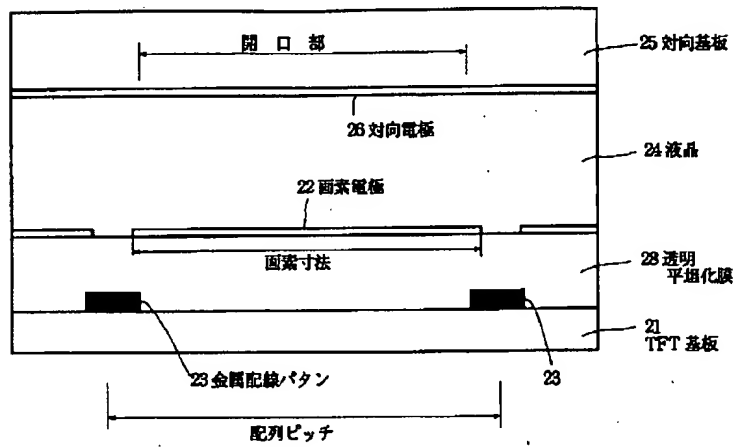 開口部
25 対向基板
26 対向電極
24 液晶
22 画素電極
画素寸法
28 透明
平坦化膜
23 金属配線パタン
23
21
TFT 基板
配列ピッチ